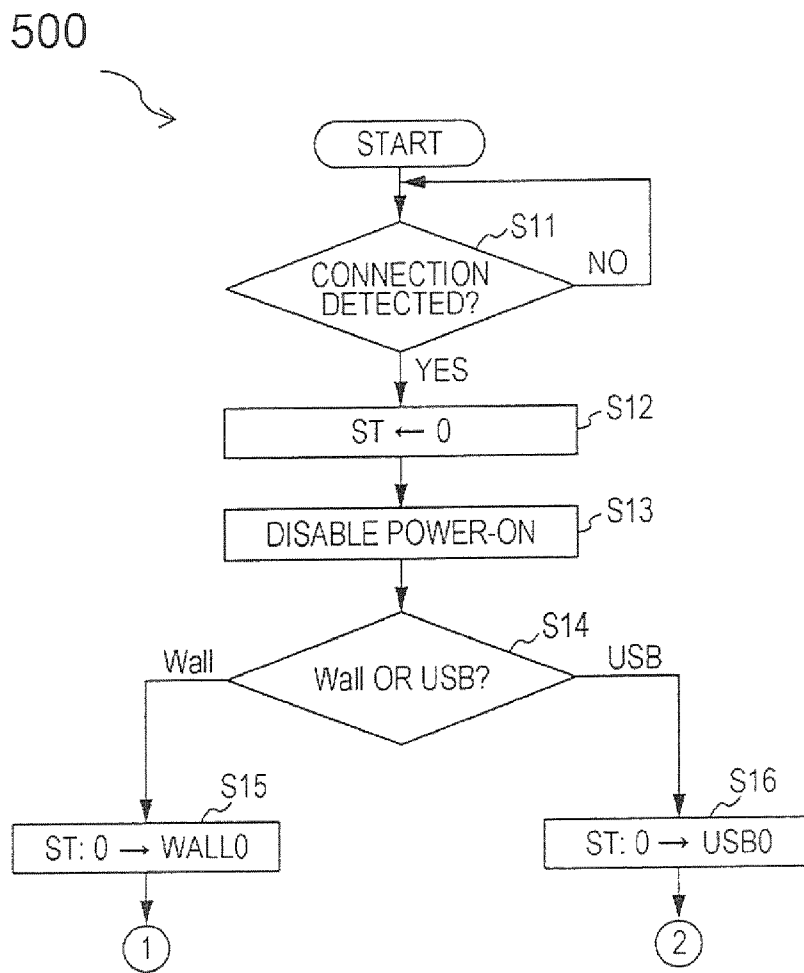 500
START
S11
CONNECTION
DETECTED?
NO
YES
S12
ST ← 0
S13
DISABLE POWER-ON
S14
Wall
Wall OR USB?
USB
S15
ST: 0 → WALL0
S16
ST: 0 → USB0
1
2